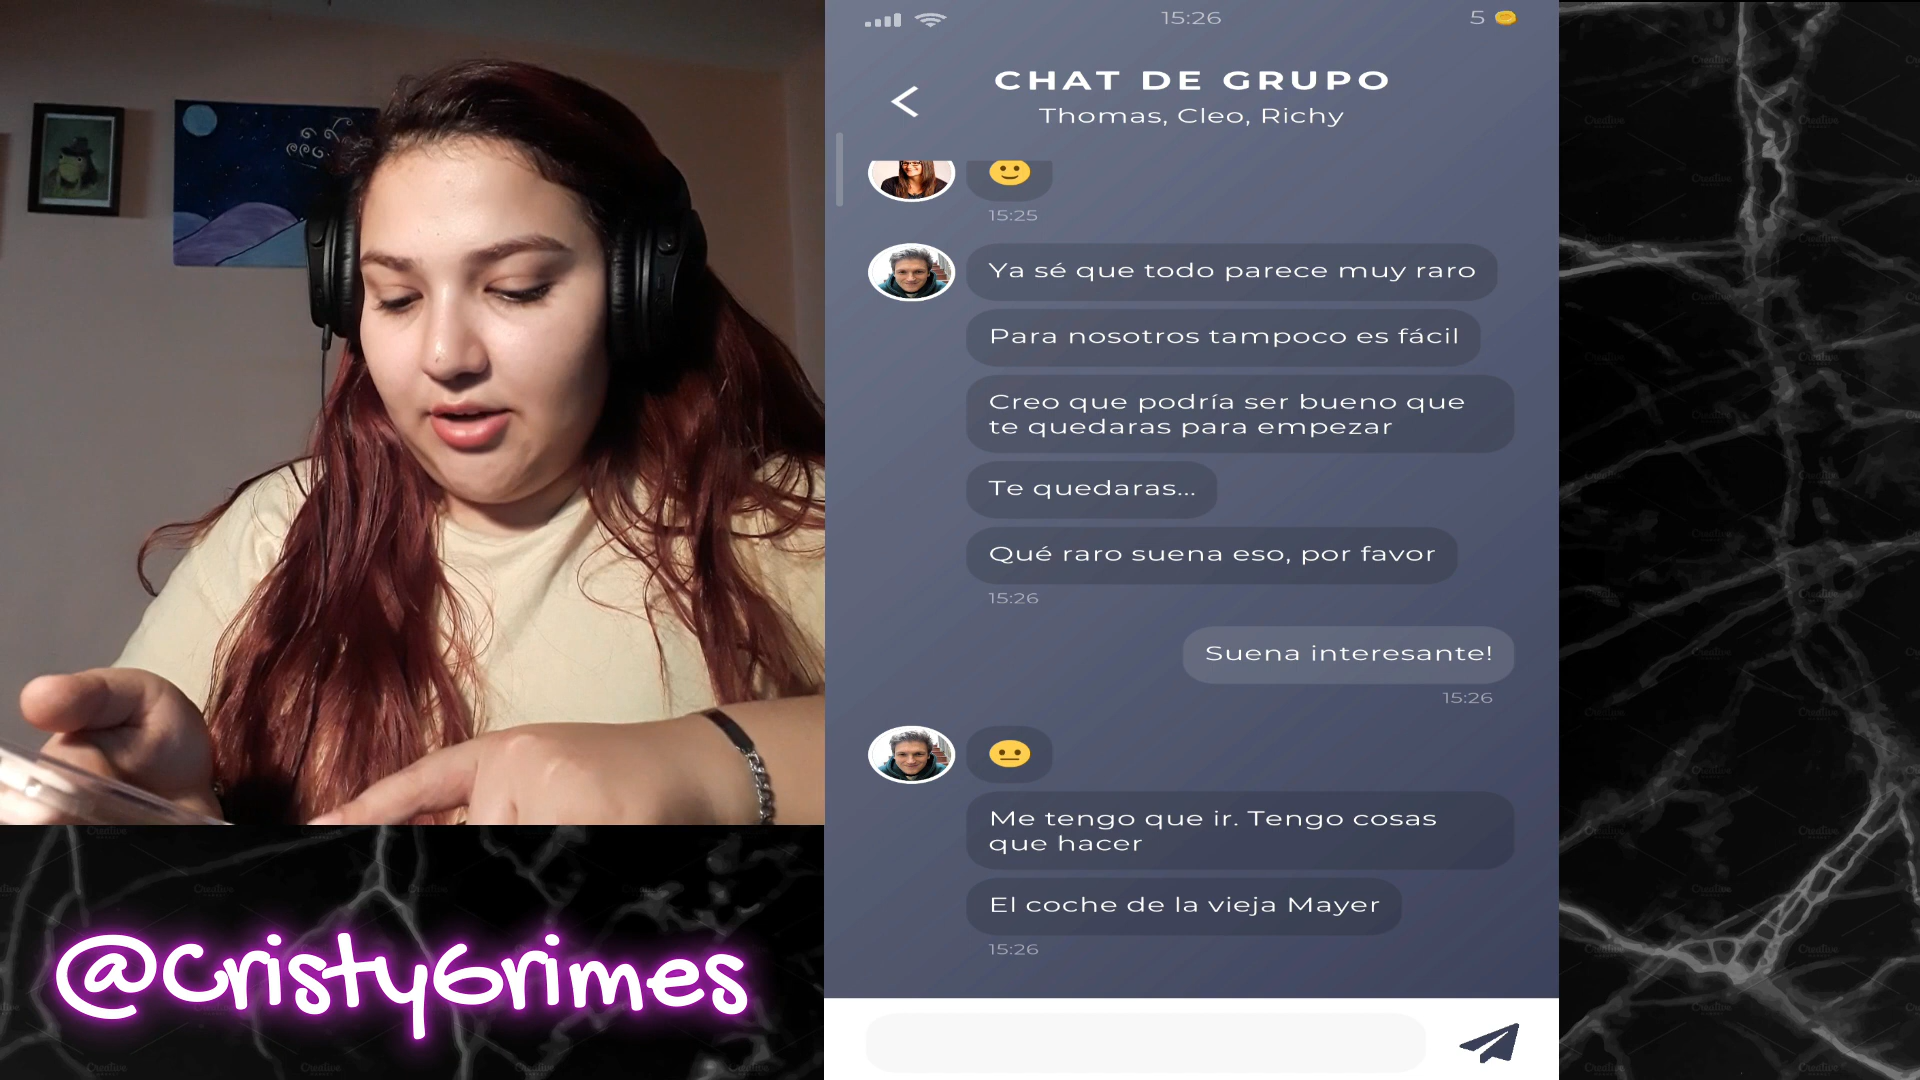 15:26
5
CHAT DE GRUPO
Thomas, Cleo, Richy
15:25
Ya sé que todo parece muy raro
Para nosotros tampoco es fácil
Creo que podría ser bueno que
te quedaras para empezar
Te quedaras...
Qué raro suena eso, por favor
15:26
Suena interesante!
15:26
Me tengo que ir. Tengo cosas
que hacer
El coche de la vieja Mayer
15:26
@CristyGrimes